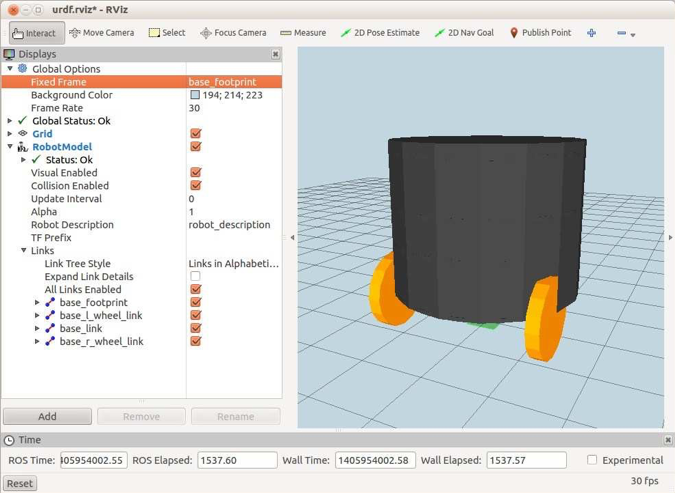 urdf.rviz* - RViz
Interact Move Camera Select Focus Camera Measure 2D Pose Estimate 2D Nav Goal Publish Point
Displays
Global Options
Fixed Frame base_footprint
Background Color 194; 214; 223
Frame Rate 30
Global Status: Ok
Grid
RobotModel
Status: Ok
Visual Enabled
Collision Enabled
Update Interval 0
Alpha 1
Robot Description robot_description
TF Prefix
Links
Link Tree Style Links in Alphabeti...
Expand Link Details
All Links Enabled
base_footprint
base_l_wheel_link
base_link
base_r_wheel_link
Add Remove Rename
Time
ROS Time: 405954002.55 ROS Elapsed: 1537.60 Wall Time: 1405954002.58 Wall Elapsed: 1537.57 Experimental
Reset 30 fps